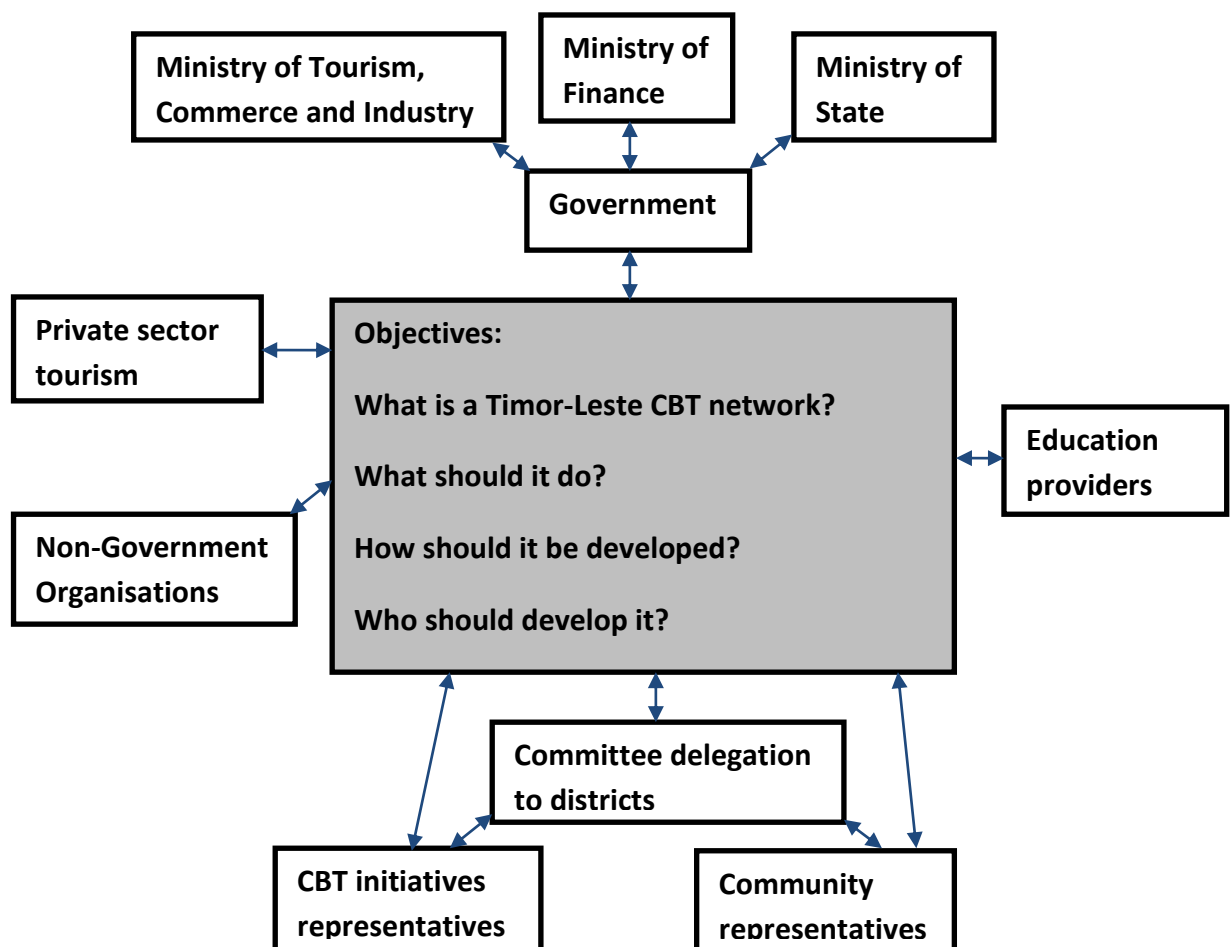 Ministry of Tourism,
Commerce and Industry
Ministry of
Finance
Ministry of
State
Government
Private sector
tourism
Objectives:
What is a Timor-Leste CBT network?
What should it do?
How should it be developed?
Who should develop it?
Education
providers
Non-Government
Organisations
Committee delegation
to districts
CBT initiatives
representatives
Community
representatives